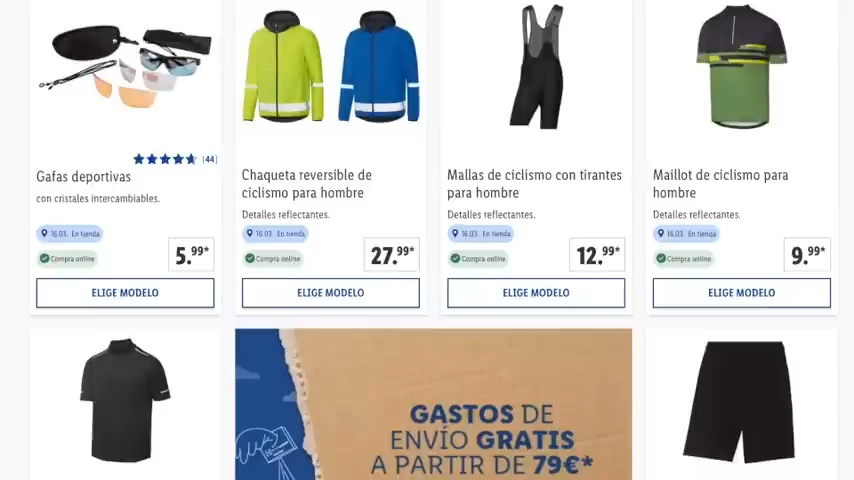 (44)
Gafas deportivas
con cristales intercambiables.
16.03. En tienda
Compra online
5.99*
ELIGE MODELO
Chaqueta reversible de
ciclismo para hombre
Detalles reflectantes.
16.03. En tienda
Compra online
27.99*
ELIGE MODELO
Mallas de ciclismo con tirantes
para hombre
Detalles reflectantes.
16.03. En tienda
Compra online
12.99*
ELIGE MODELO
Maillot de ciclismo para
hombre
Detalles reflectantes.
16.03. En tienda
Compra online
9.99*
ELIGE MODELO
GASTOS DE
ENVÍO GRATIS
A PARTIR DE 79€*